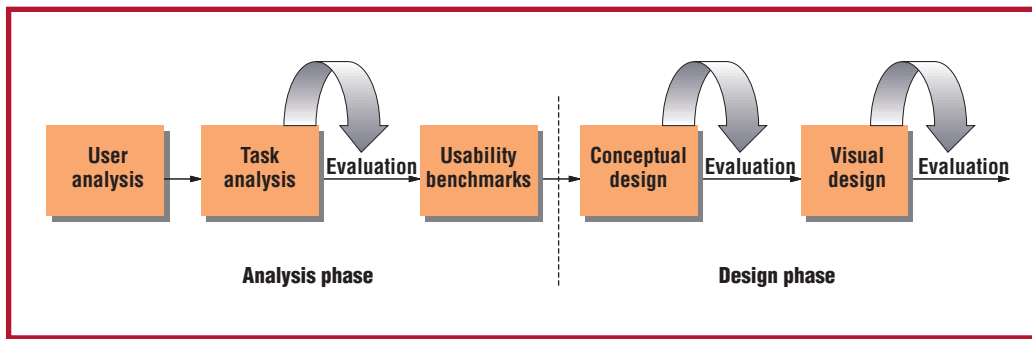 User
analysis
Task
analysis
Evaluation
Usability
benchmarks
Conceptual
design
Evaluation
Visual
design
Evaluation
Analysis phase
Design phase